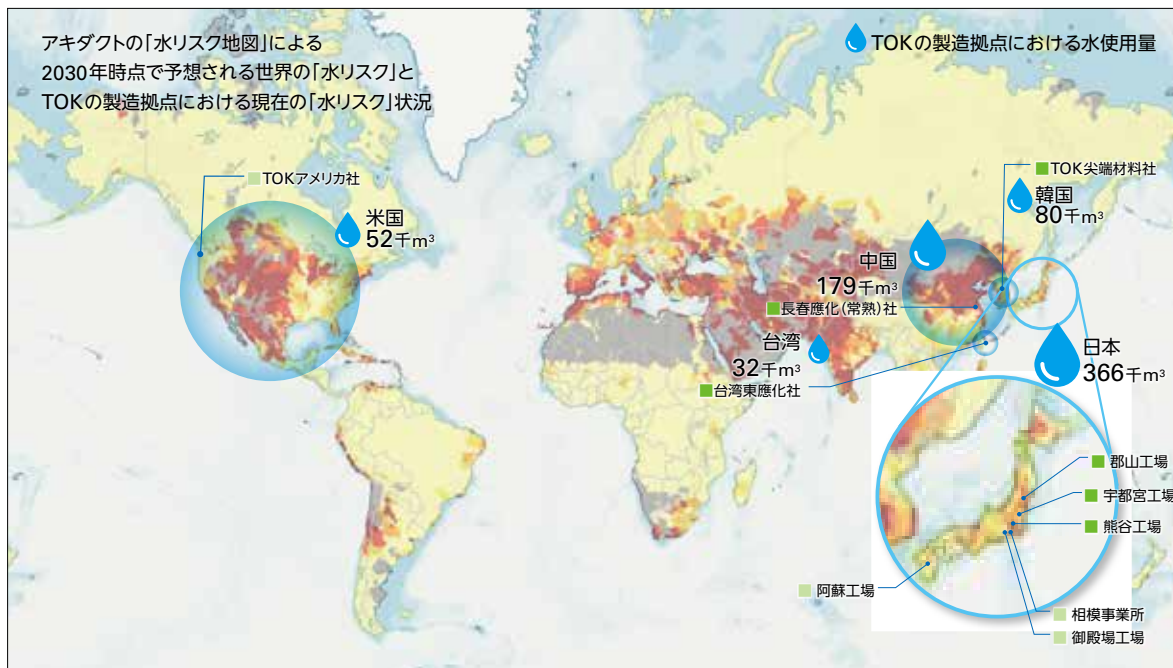 アキダクトの「水リスク地図」による
2030年時点で予想される世界の「水リスク」と
TOKの製造拠点における現在の「水リスク」状況
TOKの製造拠点における水使用量
TOKアメリカ社
米国
52千m³
TOK尖端材料社
韓国
80千m³
中国
179千m³
長春應化(常熟)社
台湾
32千m³
台湾東應化社
日本
366千m³
郡山工場
宇都宮工場
熊谷工場
阿蘇工場
相模事業所
御殿場工場